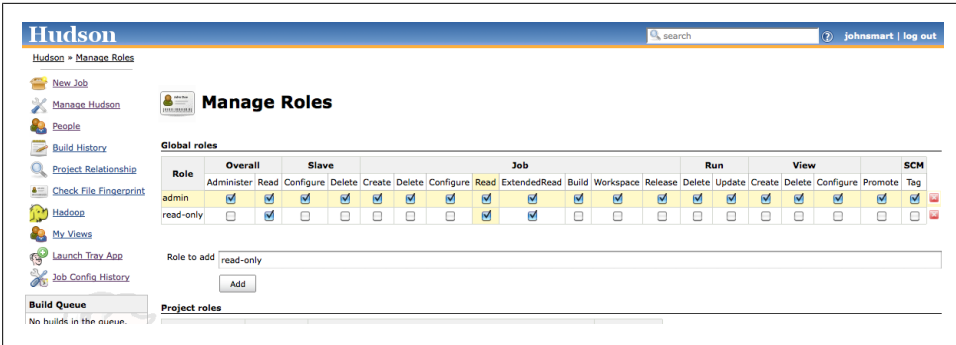 Hudson
search
johnsmart | log out
Hudson » Manage Roles
New Job
Manage Hudson
People
Build History
Project Relationship
Check File Fingerprint
Hadoop
My Views
Launch Tray App
Job Config History
Build Queue
No builds in the queue.
Manage Roles
Global roles
Role Overall Slave Job Run View SCM
Administer Read Configure Delete Create Delete Configure Read ExtendedRead Build Workspace Release Delete Update Create Delete Configure Promote Tag
admin
read-only
Role to add read-only
Add
Project roles